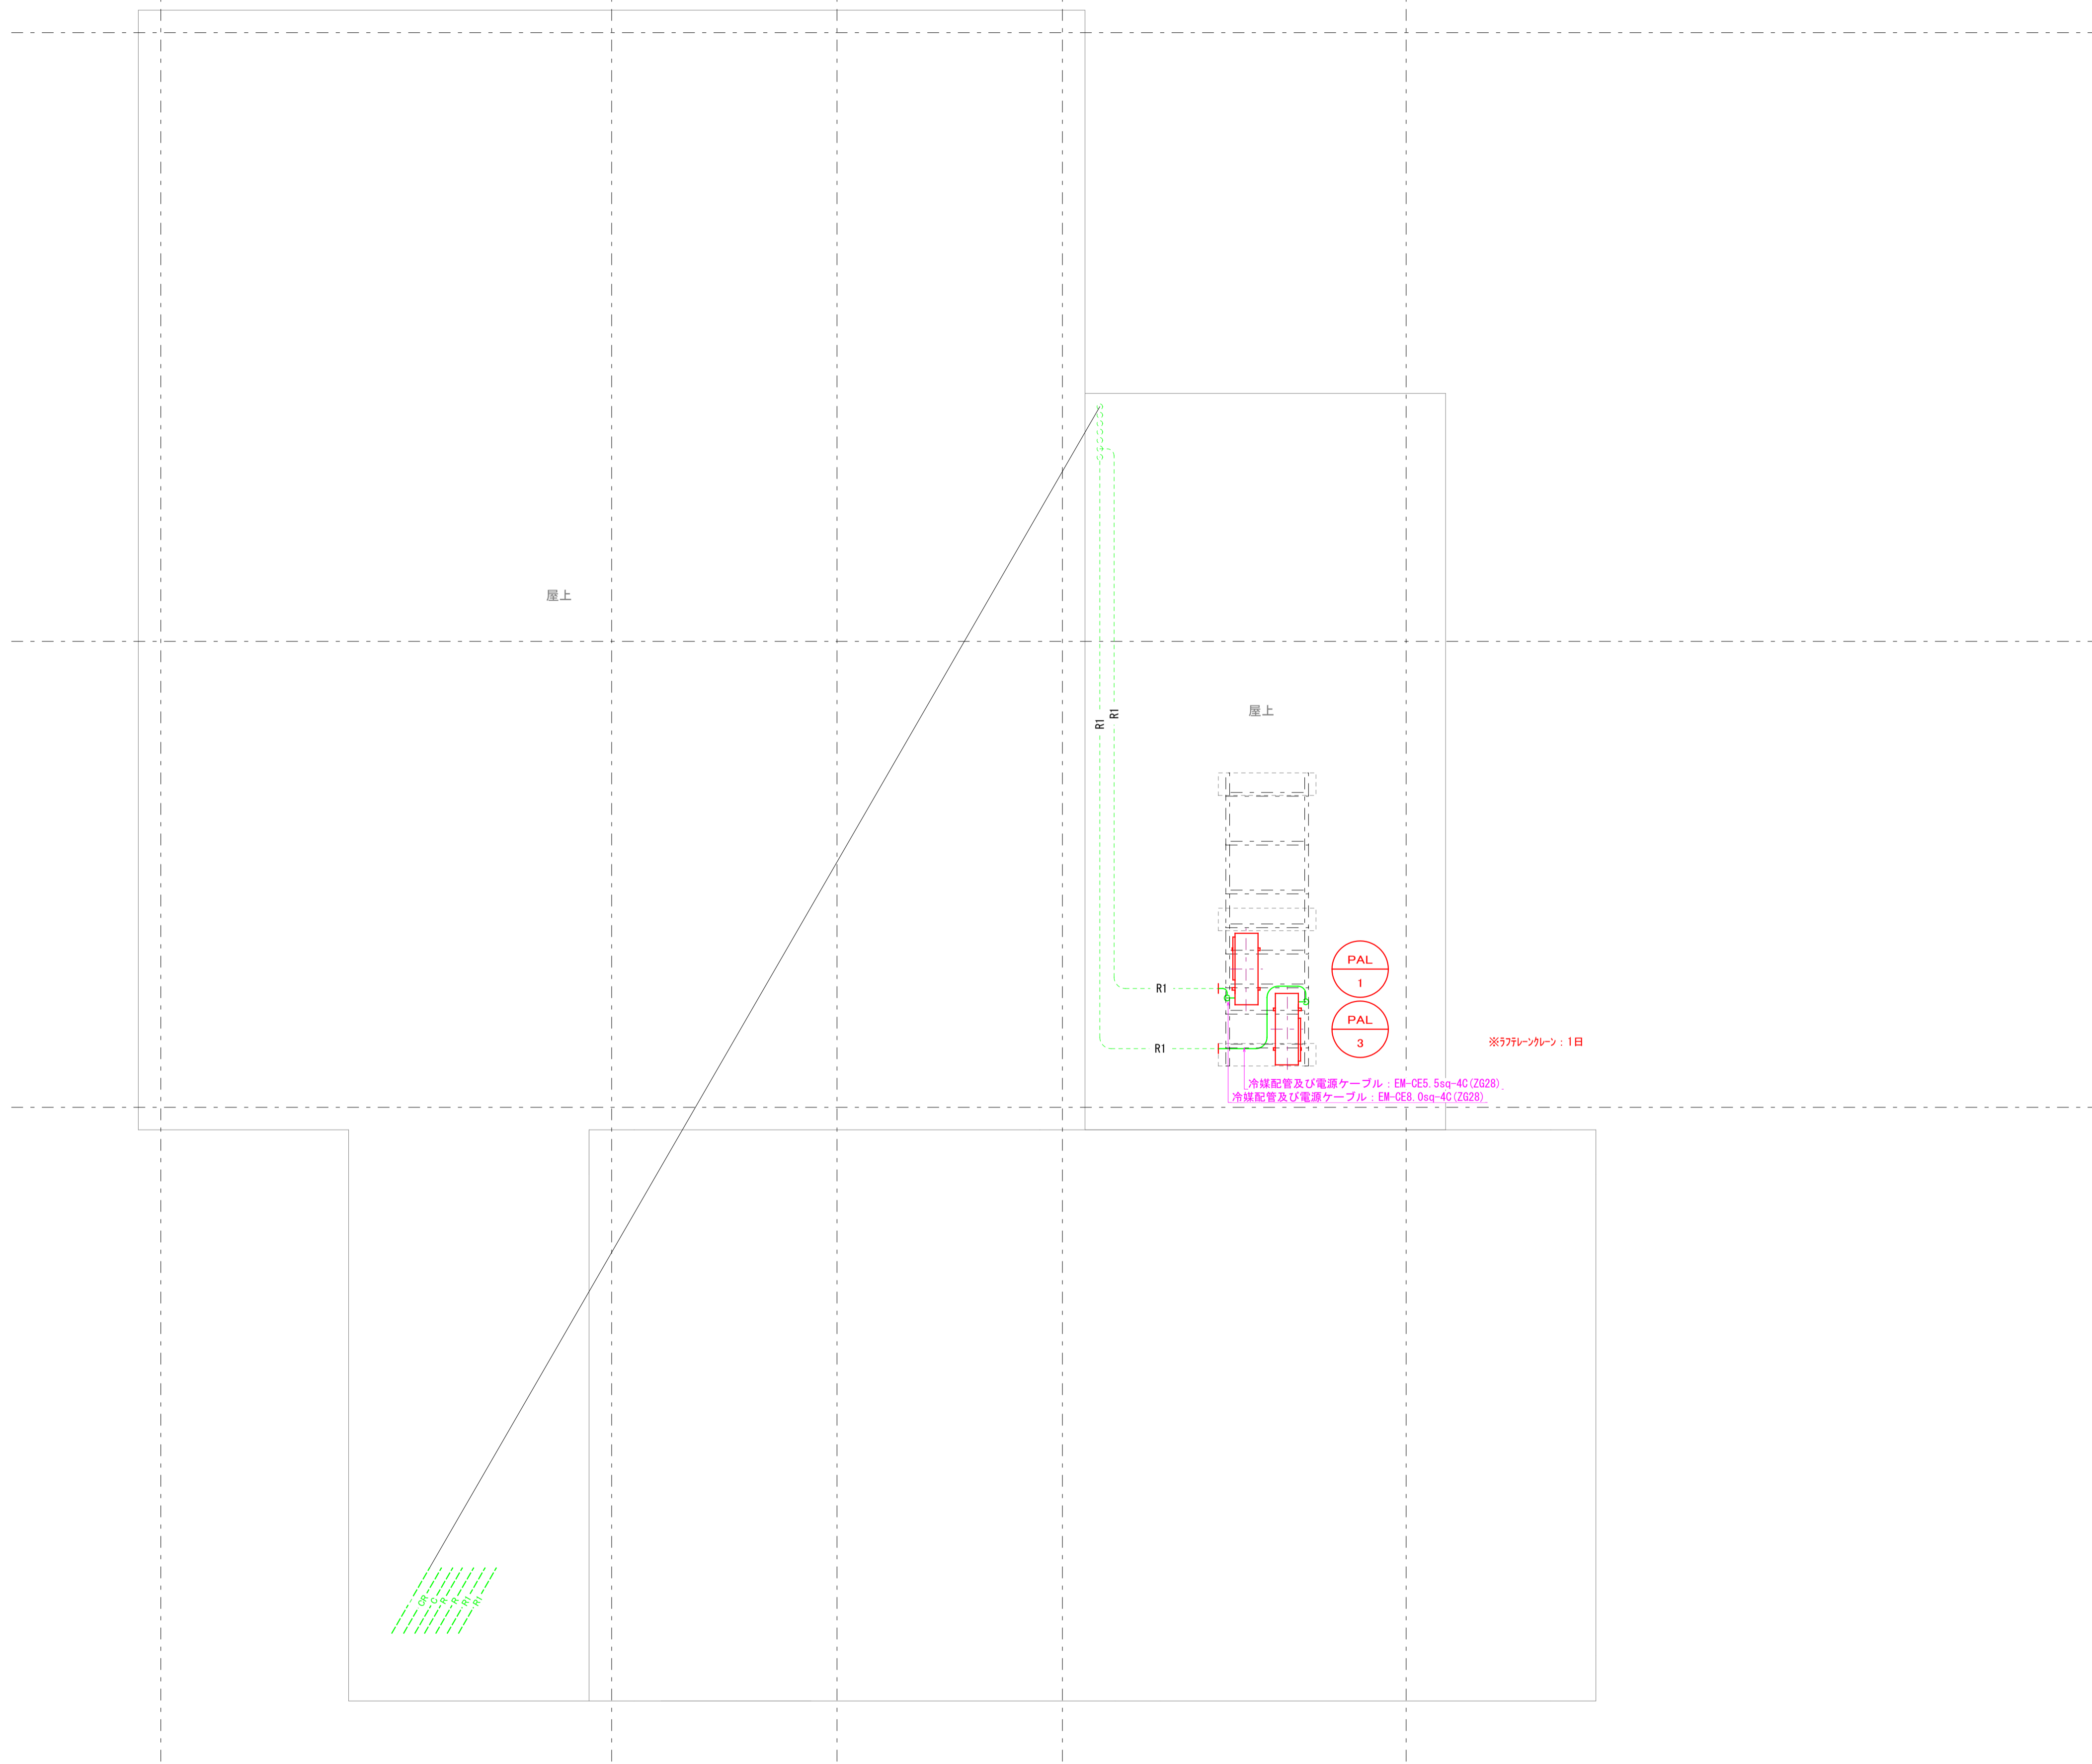 屋上
屋上
R1
R1
R1
R1
PAL
1
PAL
3
※ﾗﾌﾃﾚｰﾝｸﾚｰﾝ：1日
冷媒配管及び電源ケーブル：EM-CE5.5sq-4C(ZG28)
冷媒配管及び電源ケーブル：EM-CE8.0sq-4C(ZG28)
CR
C
R
R
RI
RI